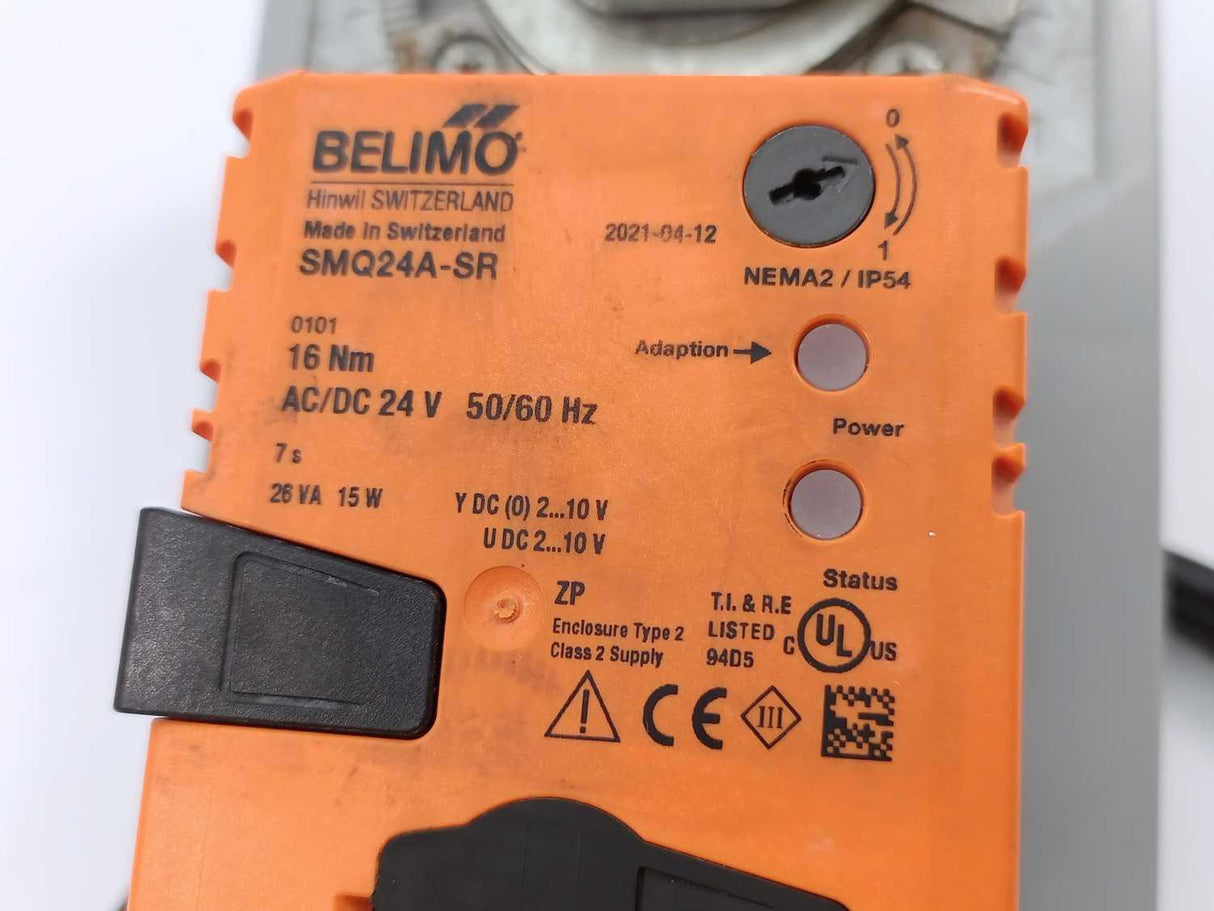 BELIMO
Hinwil SWITZERLAND
Made in Switzerland
SMQ24A-SR
2021-04-12
0
1
NEMA2 / IP54
0101
16 Nm
AC/DC 24 V 50/60 Hz
7 s
26 VA 15 W
Adaption
Power
Y DC (0) 2...10 V
U DC 2...10 V
Status
ZP
Enclosure Type 2
Class 2 Supply
T.I. & R.E
LISTED
94D5
C UL US
CE
III